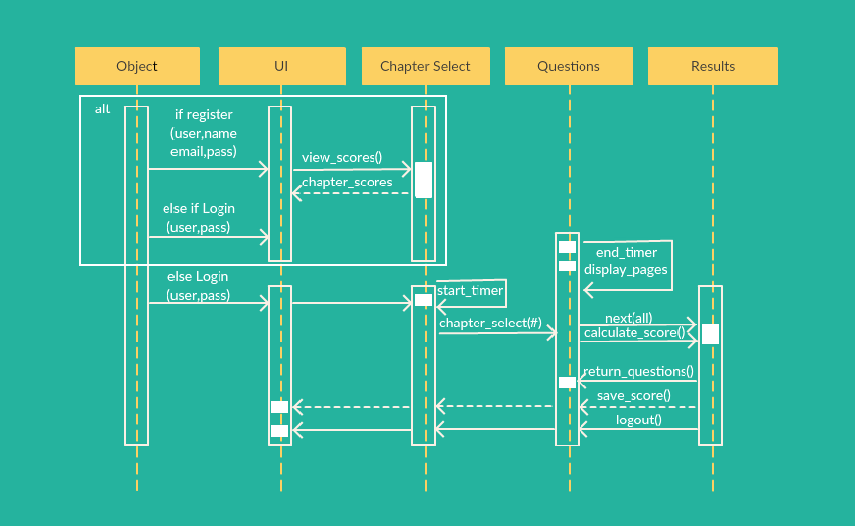 Object
UI
Chapter Select
Questions
Results
alt
if register
(user,name
email,pass)
view_scores()
chapter_scores
else if Login
(user,pass)
end_timer
display_pages
else Login
(user,pass)
start_timer
chapter_select(#)
next(all)
calculate_score()
return_questions()
save_score()
logout()